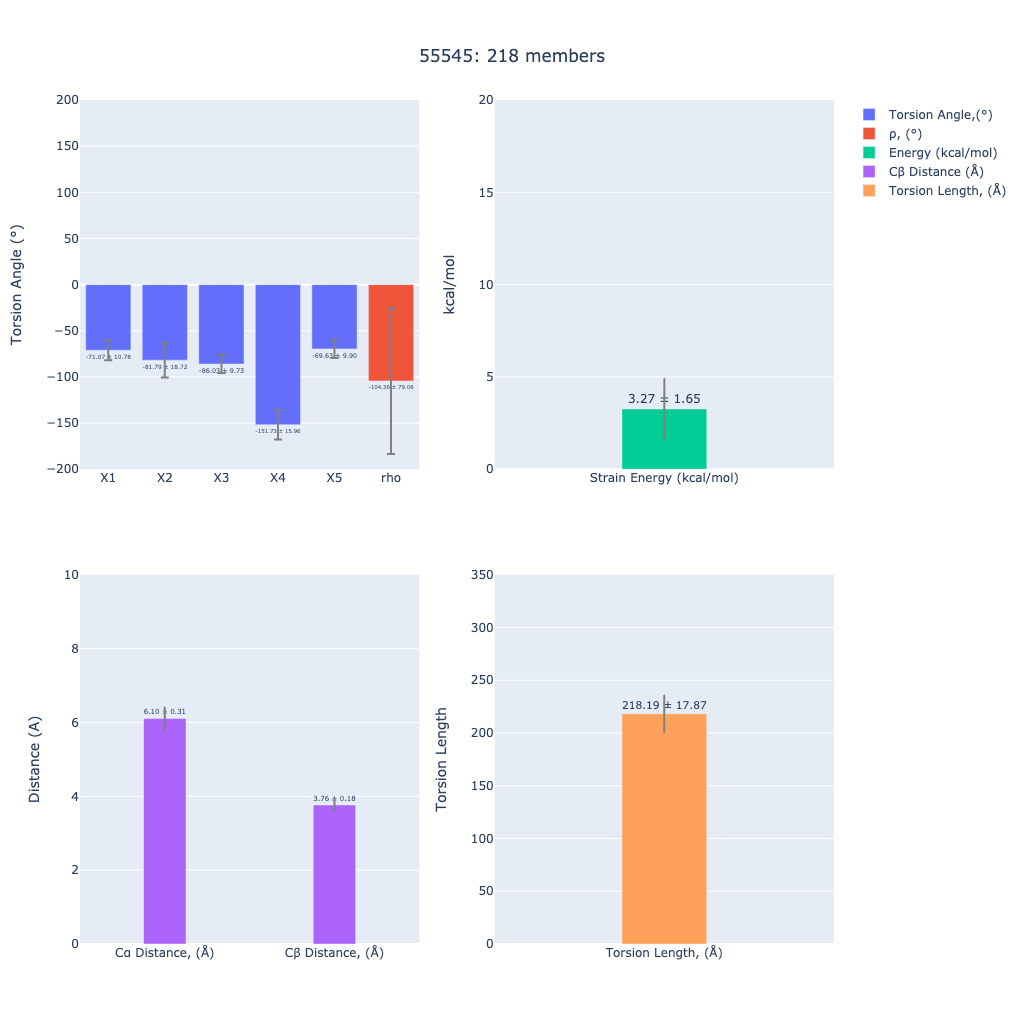 55545: 218 members
200
150
100
50
0
−50
−100
−150
−200
Torsion Angle (°)
-71.07 ± 10.78
-81.79 ± 18.72
-86.03 ± 9.73
-151.73 ± 15.96
-69.63 ± 9.90
-104.36 ± 79.06
X1 X2 X3 X4 X5 rho
20
15
10
5
0
kcal/mol
3.27 ± 1.65
Strain Energy (kcal/mol)
Torsion Angle,(°)
ρ, (°)
Energy (kcal/mol)
Cβ Distance (Å)
Torsion Length, (Å)
10
8
6
4
2
0
Distance (A)
6.10 ± 0.31
3.76 ± 0.18
Cα Distance, (Å) Cβ Distance, (Å)
350
300
250
200
150
100
50
0
Torsion Length
218.19 ± 17.87
Torsion Length, (Å)